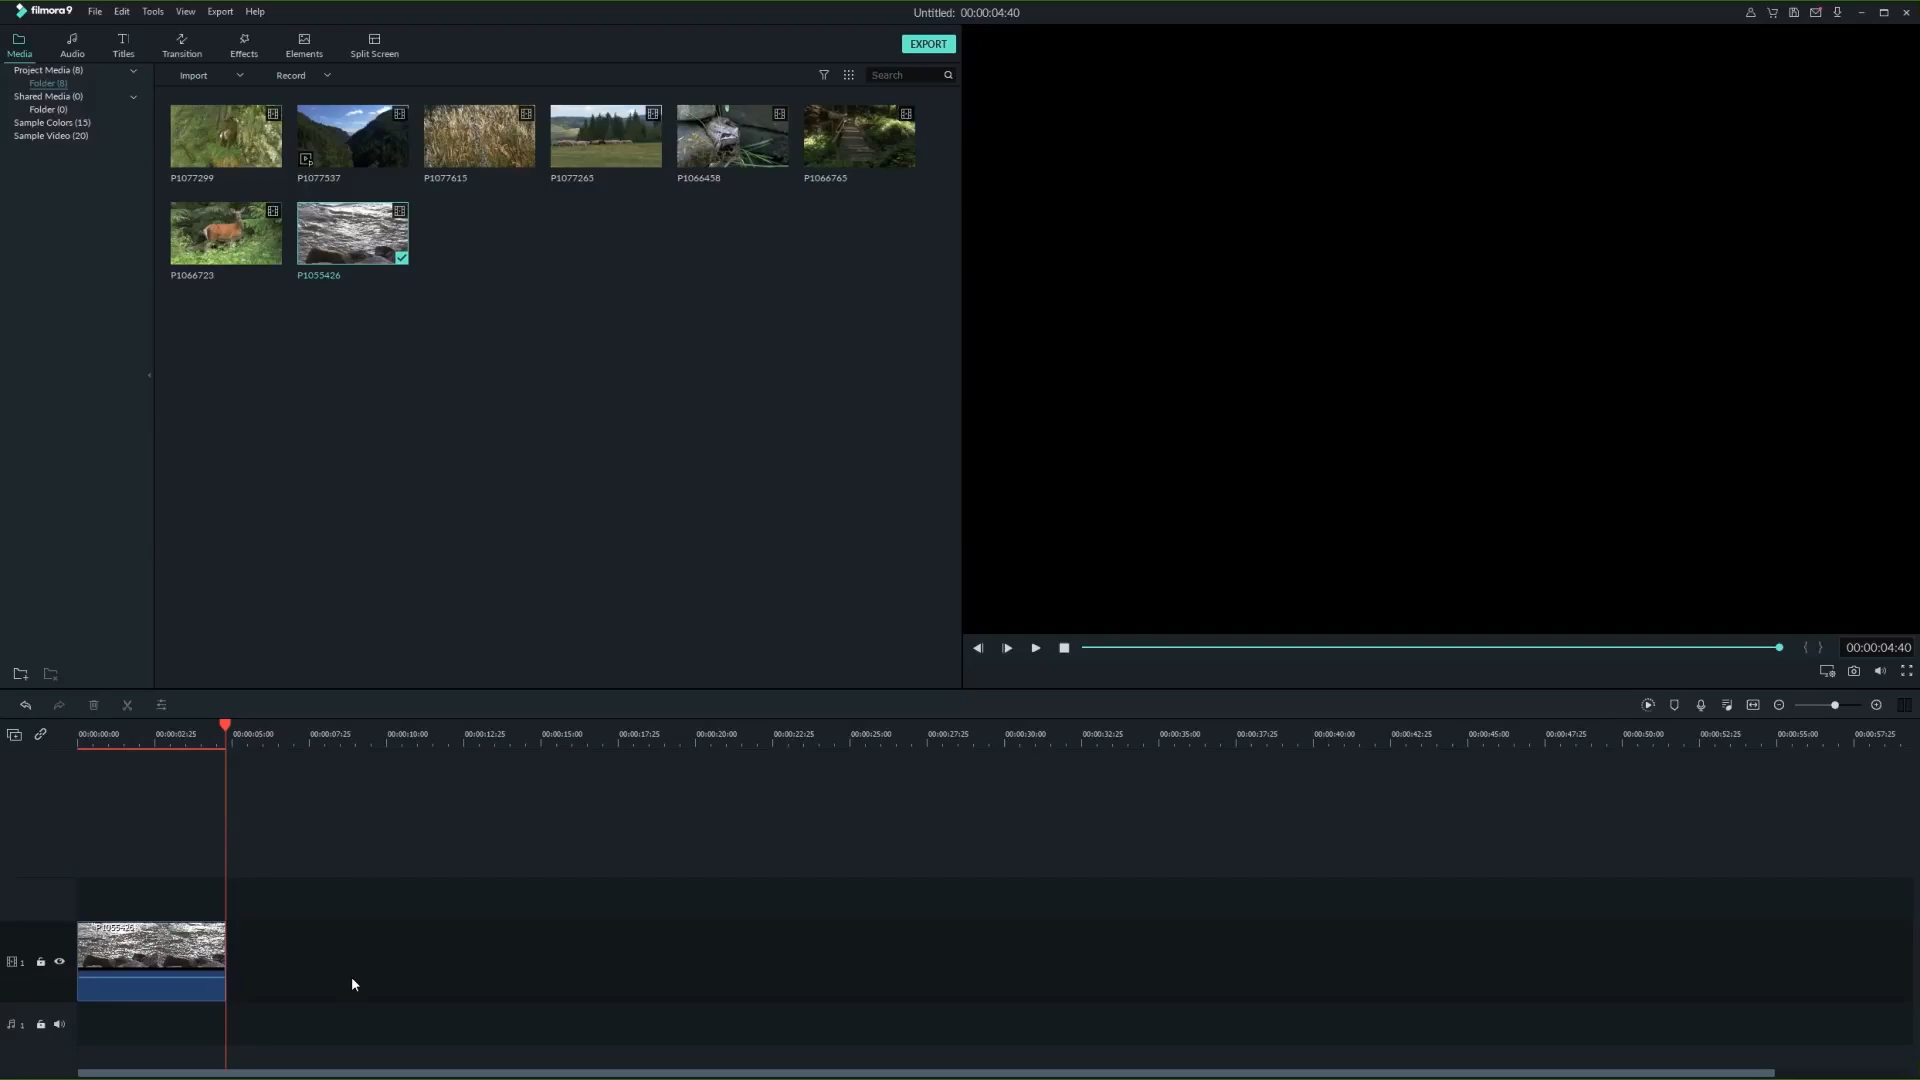 filmora9 File Edit Tools View Export Help Untitled: 00:00:04:40
Media Audio Titles Transition Effects Elements Split Screen EXPORT
Project Media (8)
Folder (8)
Shared Media (0)
Folder (0)
Sample Colors (15)
Sample Video (20)
Import Record Search
P1077299 P1077537 P1077615 P1077265 P1066458 P1066765
P1066723 P1055426
00:00:04:40
00:00:00:00 00:00:02:25 00:00:05:00 00:00:07:25 00:00:10:00 00:00:12:25 00:00:15:00 00:00:17:25 00:00:20:00 00:00:22:25 00:00:25:00 00:00:27:25 00:00:30:00 00:00:32:25 00:00:35:00 00:00:37:25 00:00:40:00 00:00:42:25 00:00:45:00 00:00:47:25 00:00:50:00 00:00:52:25 00:00:55:00 00:00:57:25
P1055426
1
1